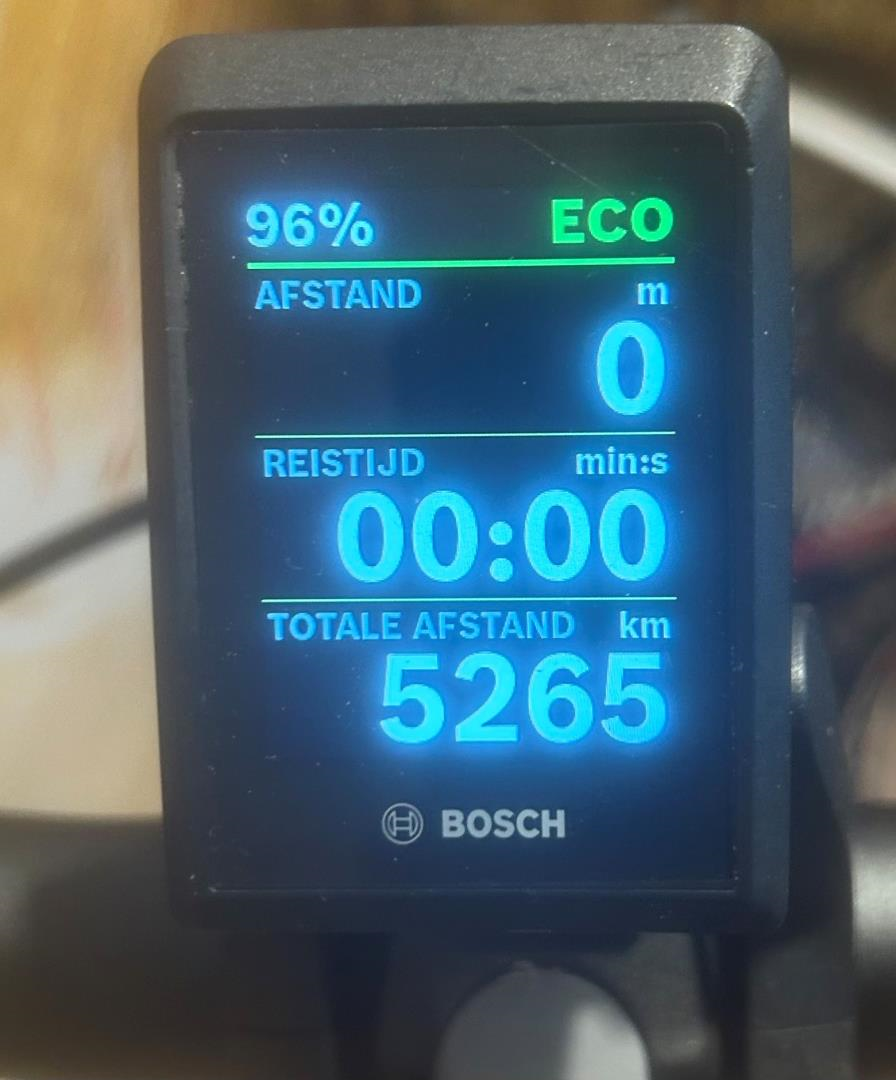 96% ECO
AFSTAND m
0
REISTIJD min:s
00:00
TOTALE AFSTAND km
5265
BOSCH